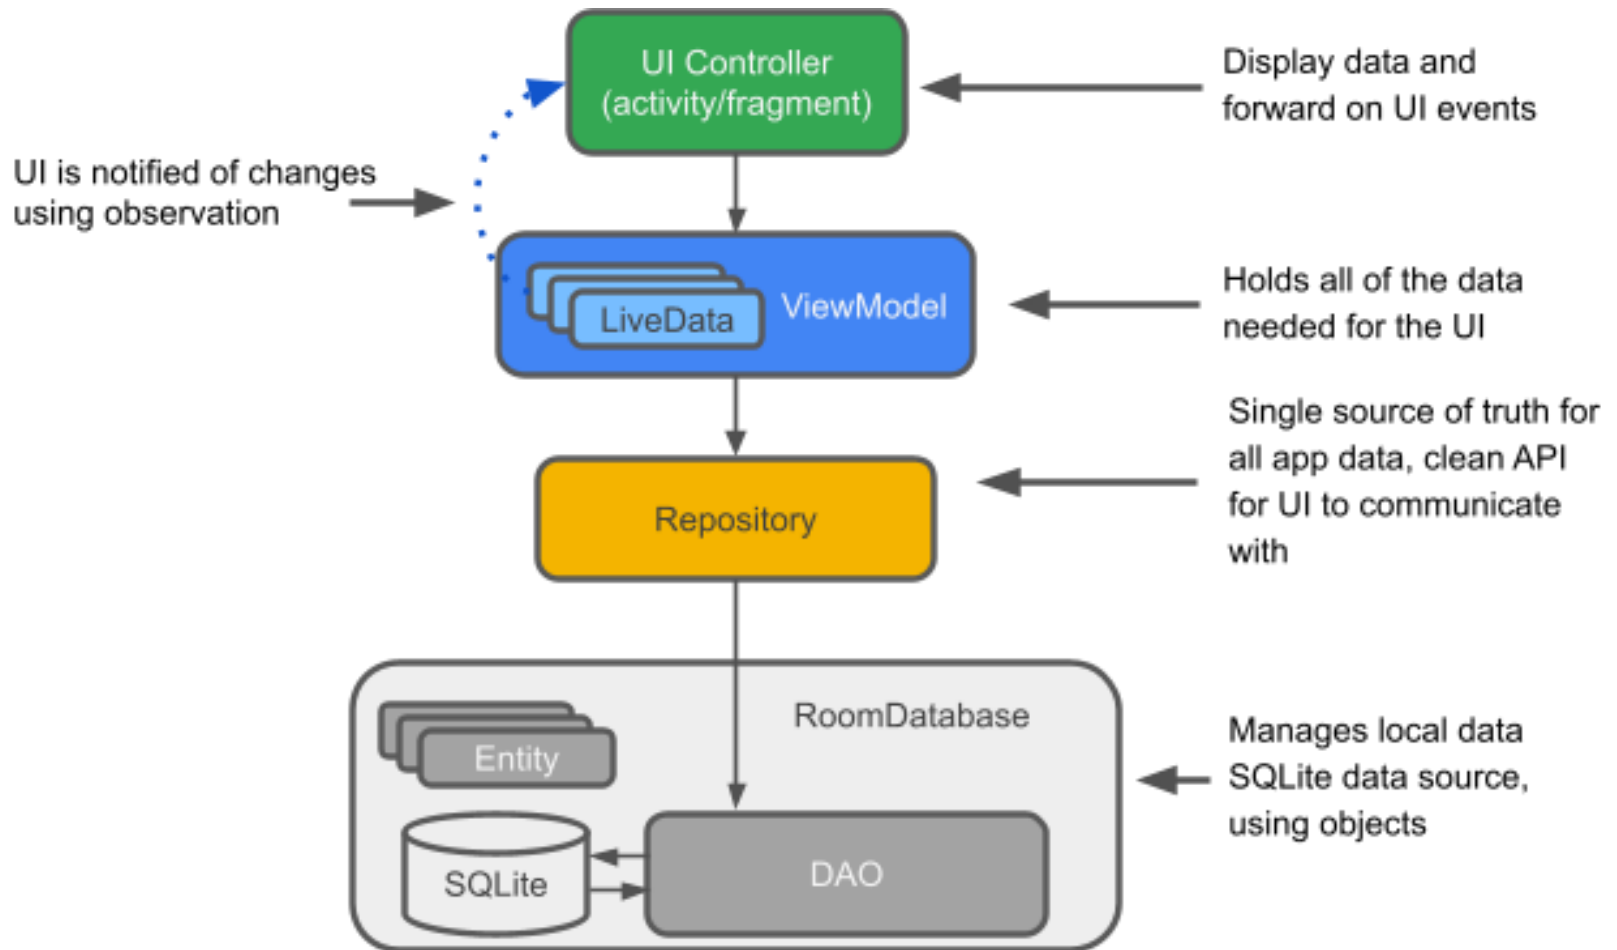 UI Controller
(activity/fragment)
Display data and
forward on UI events
UI is notified of changes
using observation
LiveData
ViewModel
Holds all of the data
needed for the UI
Single source of truth for
all app data, clean API
for UI to communicate
with
Repository
RoomDatabase
Entity
Manages local data
SQLite data source,
using objects
SQLite
DAO